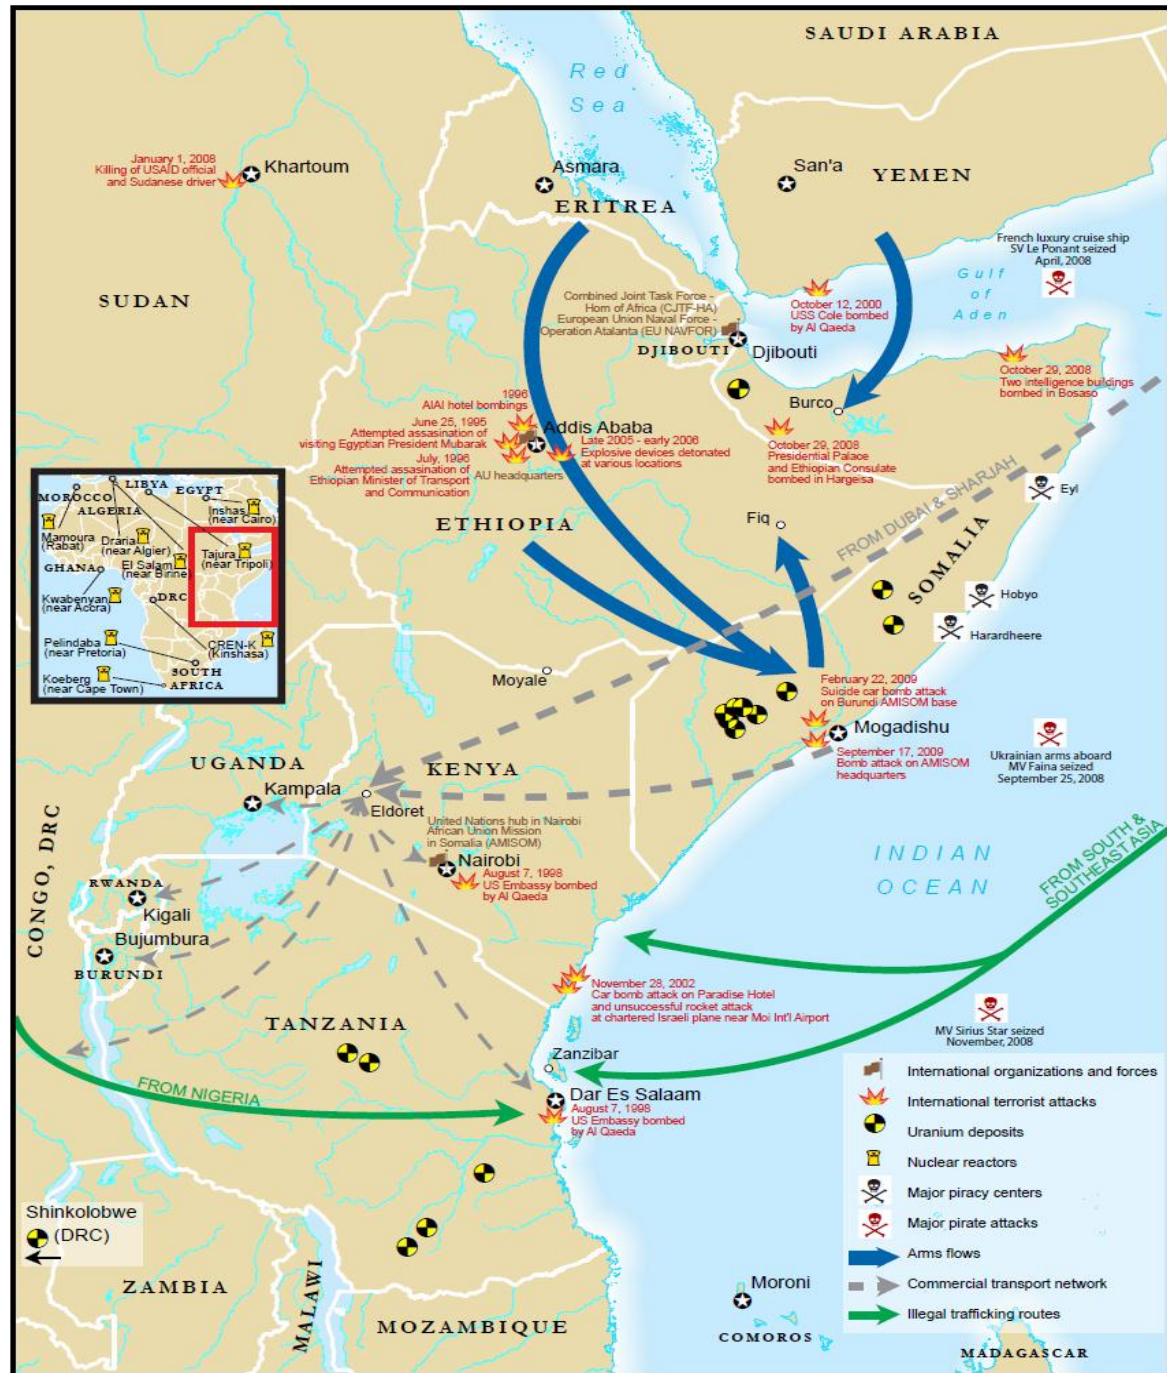 SAUDI ARABIA
Red
Sea
January 1, 2008
Killing of USAID official
and Sudanese driver
Khartoum
Asmara
ERITREA
San'a
YEMEN
French luxury cruise ship
SV Le Ponant seized
April, 2008
Gulf
of
Aden
SUDAN
Combined Joint Task Force -
Horn of Africa (CJTF-HA)
European Union Naval Force -
Operation Atalanta (EU NAVFOR)
DJIBOUTI
Djibouti
October 12, 2000
USS Cole bombed
by Al Qaeda
October 29, 2008
Two intelligence buildings
bombed in Bosaso
Burco
1996
AIAI hotel bombings
June 25, 1995
Attempted assasination of
visiting Egyptian President Mubarak
July, 1996
Attempted assasination of
Ethiopian Minister of Transport
and Communication
Addis Ababa
Late 2005 - early 2006
Explosive devices detonated
at various locations
AU headquarters
October 29, 2008
Presidential Palace
and Ethiopian Consulate
bombed in Hargeisa
FROM DUBAI & SHARJAH
Eyl
ETHIOPIA
Fiq
SOMALIA
Hobyo
Harardheere
MOROCCO
LIBYA
EGYPT
ALGERIA
Inshas
(near Cairo)
Mamoura
(Rabat)
Draria
(near Algier)
Tajura
(near Tripoli)
El Salam
(near Birine)
GHANA
Kwabenyan
(near Accra)
DRC
Pelindaba
(near Pretoria)
CREN-K
(Kinshasa)
Koeberg
(near Cape Town)
SOUTH
AFRICA
Moyale
February 22, 2009
Suicide car bomb attack
on Burundi AMISOM base
Mogadishu
September 17, 2009
Bomb attack on AMISOM
headquarters
Ukrainian arms aboard
MV Faina seized
September 25, 2008
UGANDA
KENYA
Kampala
Eldoret
United Nations hub in Nairobi
African Union Mission
in Somalia (AMISOM)
Nairobi
August 7, 1998
US Embassy bombed
by Al Qaeda
INDIAN
OCEAN
FROM SOUTH &
SOUTHEAST ASIA
CONGO, DRC
RWANDA
Kigali
Bujumbura
BURUNDI
November 28, 2002
Car bomb attack on Paradise Hotel
and unsuccessful rocket attack
at chartered Israeli plane near Moi Int'l Airport
TANZANIA
MV Sirius Star seized
November, 2008
Zanzibar
FROM NIGERIA
Dar Es Salaam
August 7, 1998
US Embassy bombed
by Al Qaeda
International organizations and forces
International terrorist attacks
Uranium deposits
Nuclear reactors
Major piracy centers
Major pirate attacks
Arms flows
Commercial transport network
Illegal trafficking routes
Shinkolobwe
(DRC)
ZAMBIA
MALAWI
MOZAMBIQUE
Moroni
COMOROS
MADAGASCAR